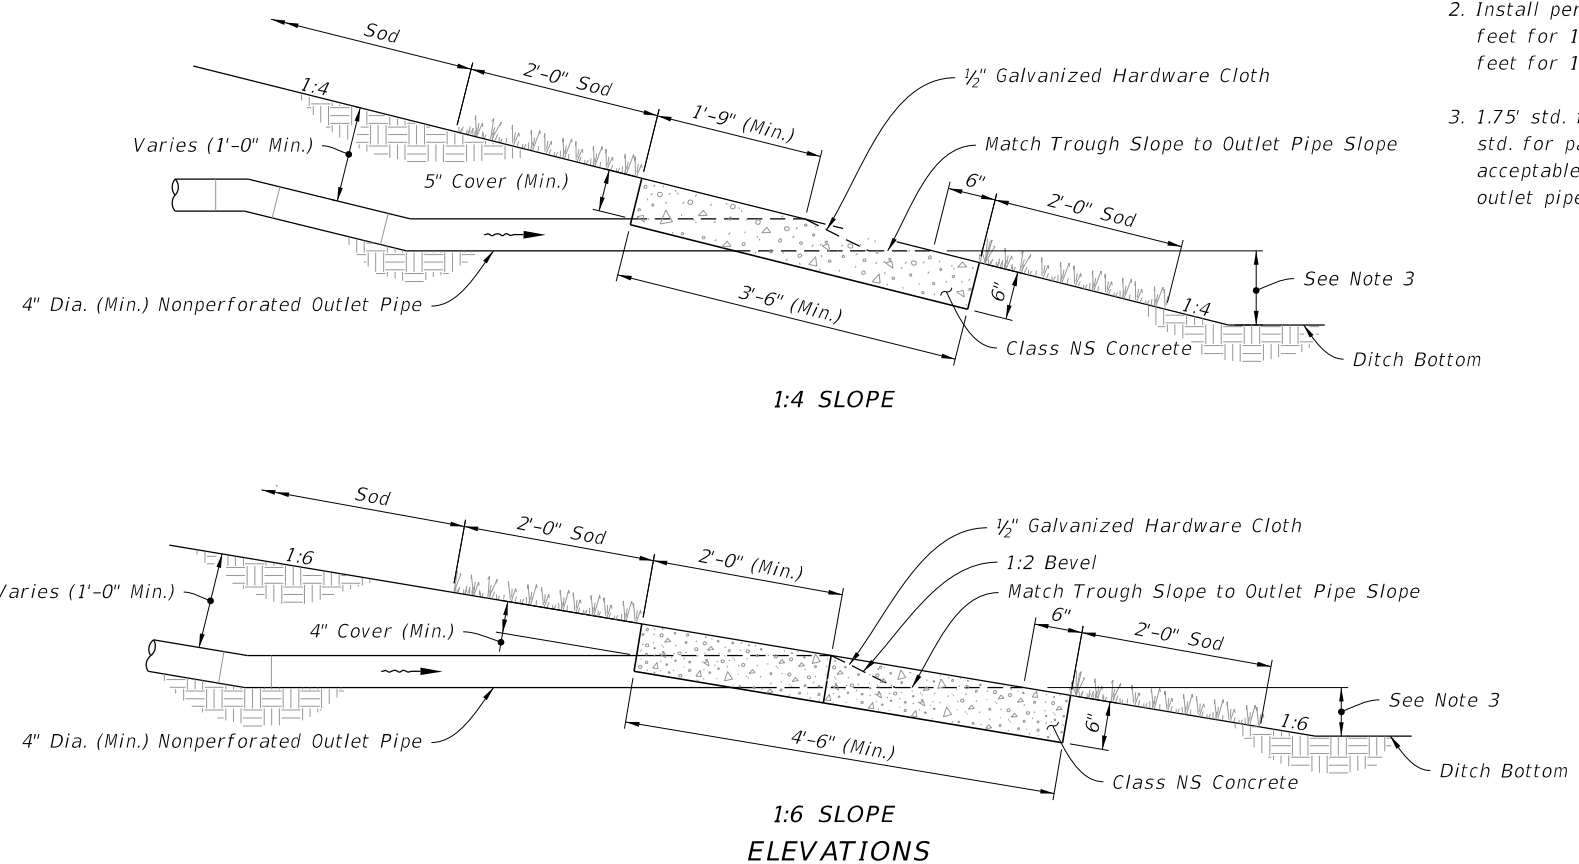 Sod
2'-0" Sod
1'-9" (Min.)
½" Galvanized Hardware Cloth
1:4
Varies (1'-0" Min.)
5" Cover (Min.)
Match Trough Slope to Outlet Pipe Slope
6"
2'-0" Sod
See Note 3
4" Dia. (Min.) Nonperforated Outlet Pipe
3'-6" (Min.)
6"
1:4
Class NS Concrete
Ditch Bottom
1:4 SLOPE
2. Install per
feet for 1
feet for 1
3. 1.75' std.
std. for pa
acceptable
outlet pipe
Sod
2'-0" Sod
2'-0" (Min.)
½" Galvanized Hardware Cloth
1:2 Bevel
1:6
Varies (1'-0" Min.)
4" Cover (Min.)
Match Trough Slope to Outlet Pipe Slope
6"
2'-0" Sod
See Note 3
4" Dia. (Min.) Nonperforated Outlet Pipe
4'-6" (Min.)
6"
1:6
Class NS Concrete
Ditch Bottom
1:6 SLOPE
ELEVATIONS